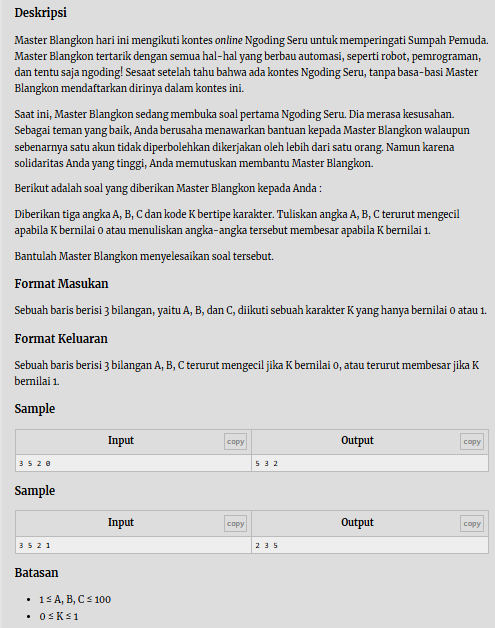 Deskripsi
Master Blangkon hari ini mengikuti kontes online Ngoding Seru untuk memperingati Sumpah Pemuda.
Master Blangkon tertarik dengan semua hal-hal yang berbau automasi, seperti robot, pemrograman,
dan tentu saja ngoding! Sesaat setelah tahu bahwa ada kontes Ngoding Seru, tanpa basa-basi Master
Blangkon mendaftarkan dirinya dalam kontes ini.
Saat ini, Master Blangkon sedang membuka soal pertama Ngoding Seru. Dia merasa kesusahan.
Sebagai teman yang baik, Anda berusaha menawarkan bantuan kepada Master Blangkon walaupun
sebenarnya satu akun tidak diperbolehkan dikerjakan oleh lebih dari satu orang. Namun karena
solidaritas Anda yang tinggi, Anda memutuskan membantu Master Blangkon.
Berikut adalah soal yang diberikan Master Blangkon kepada Anda :
Diberikan tiga angka A, B, C dan kode K bertipe karakter. Tuliskan angka A, B, C terurut mengecil
apabila K bernilai 0 atau menuliskan angka-angka tersebut membesar apabila K bernilai 1.
Bantulah Master Blangkon menyelesaikan soal tersebut.
Format Masukan
Sebuah baris berisi 3 bilangan, yaitu A, B, dan C, diikuti sebuah karakter K yang hanya bernilai 0 atau 1.
Format Keluaran
Sebuah baris berisi 3 bilangan A, B, C terurut mengecil jika K bernilai 0, atau terurut membesar jika K
bernilai 1.
Sample
Input copy Output copy
3 5 2 0 5 3 2
Sample
Input copy Output copy
3 5 2 1 2 3 5
Batasan
• 1 ≤ A, B, C ≤ 100
• 0 ≤ K ≤ 1